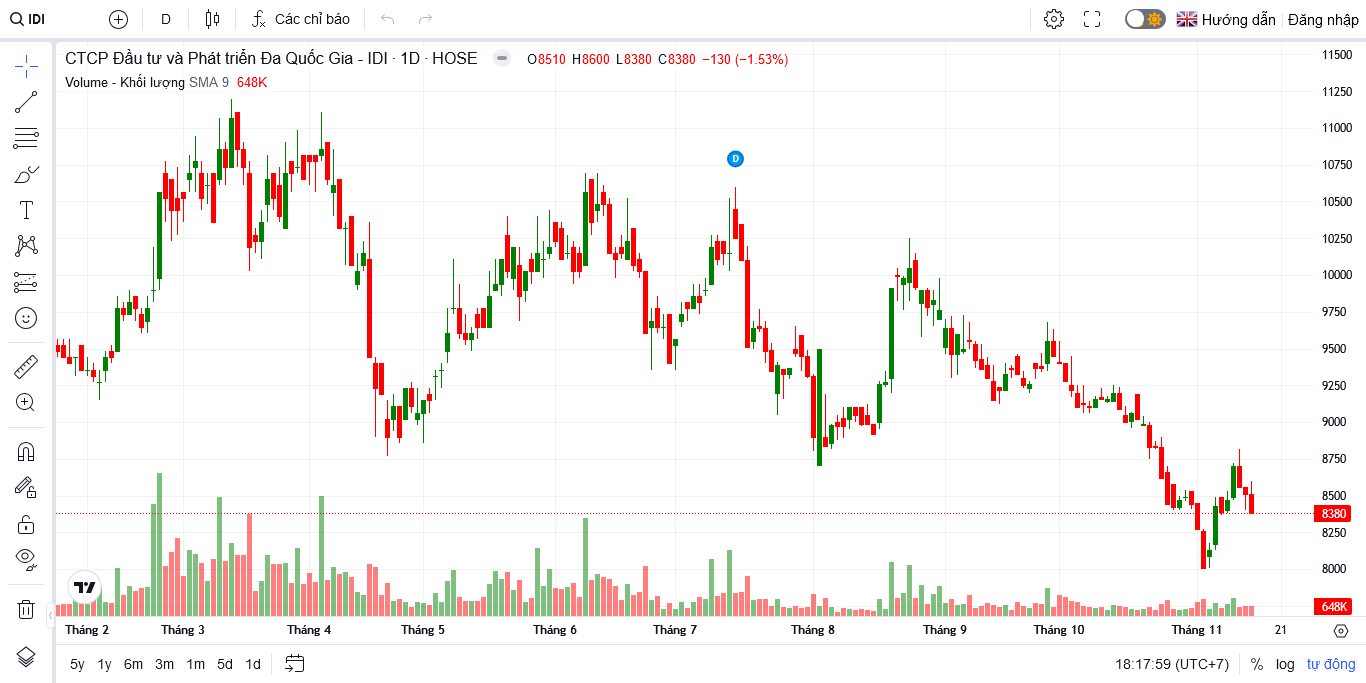 IDI D Các chỉ báo Hướng dẫn Đăng nhập
CTCP Đầu tư và Phát triển Đa Quốc Gia - IDI · 1D · HOSE O8510 H8600 L8380 C8380 −130 (−1.53%)
Volume - Khối lượng SMA 9 648K
11500
11250
11000
10750
D
10500
10250
10000
9750
9500
9250
9000
8750
8500
8380
8250
8000
648K
Tháng 2 Tháng 3 Tháng 4 Tháng 5 Tháng 6 Tháng 7 Tháng 8 Tháng 9 Tháng 10 Tháng 11 21
5y 1y 6m 3m 1m 5d 1d 18:17:59 (UTC+7) % log tự động